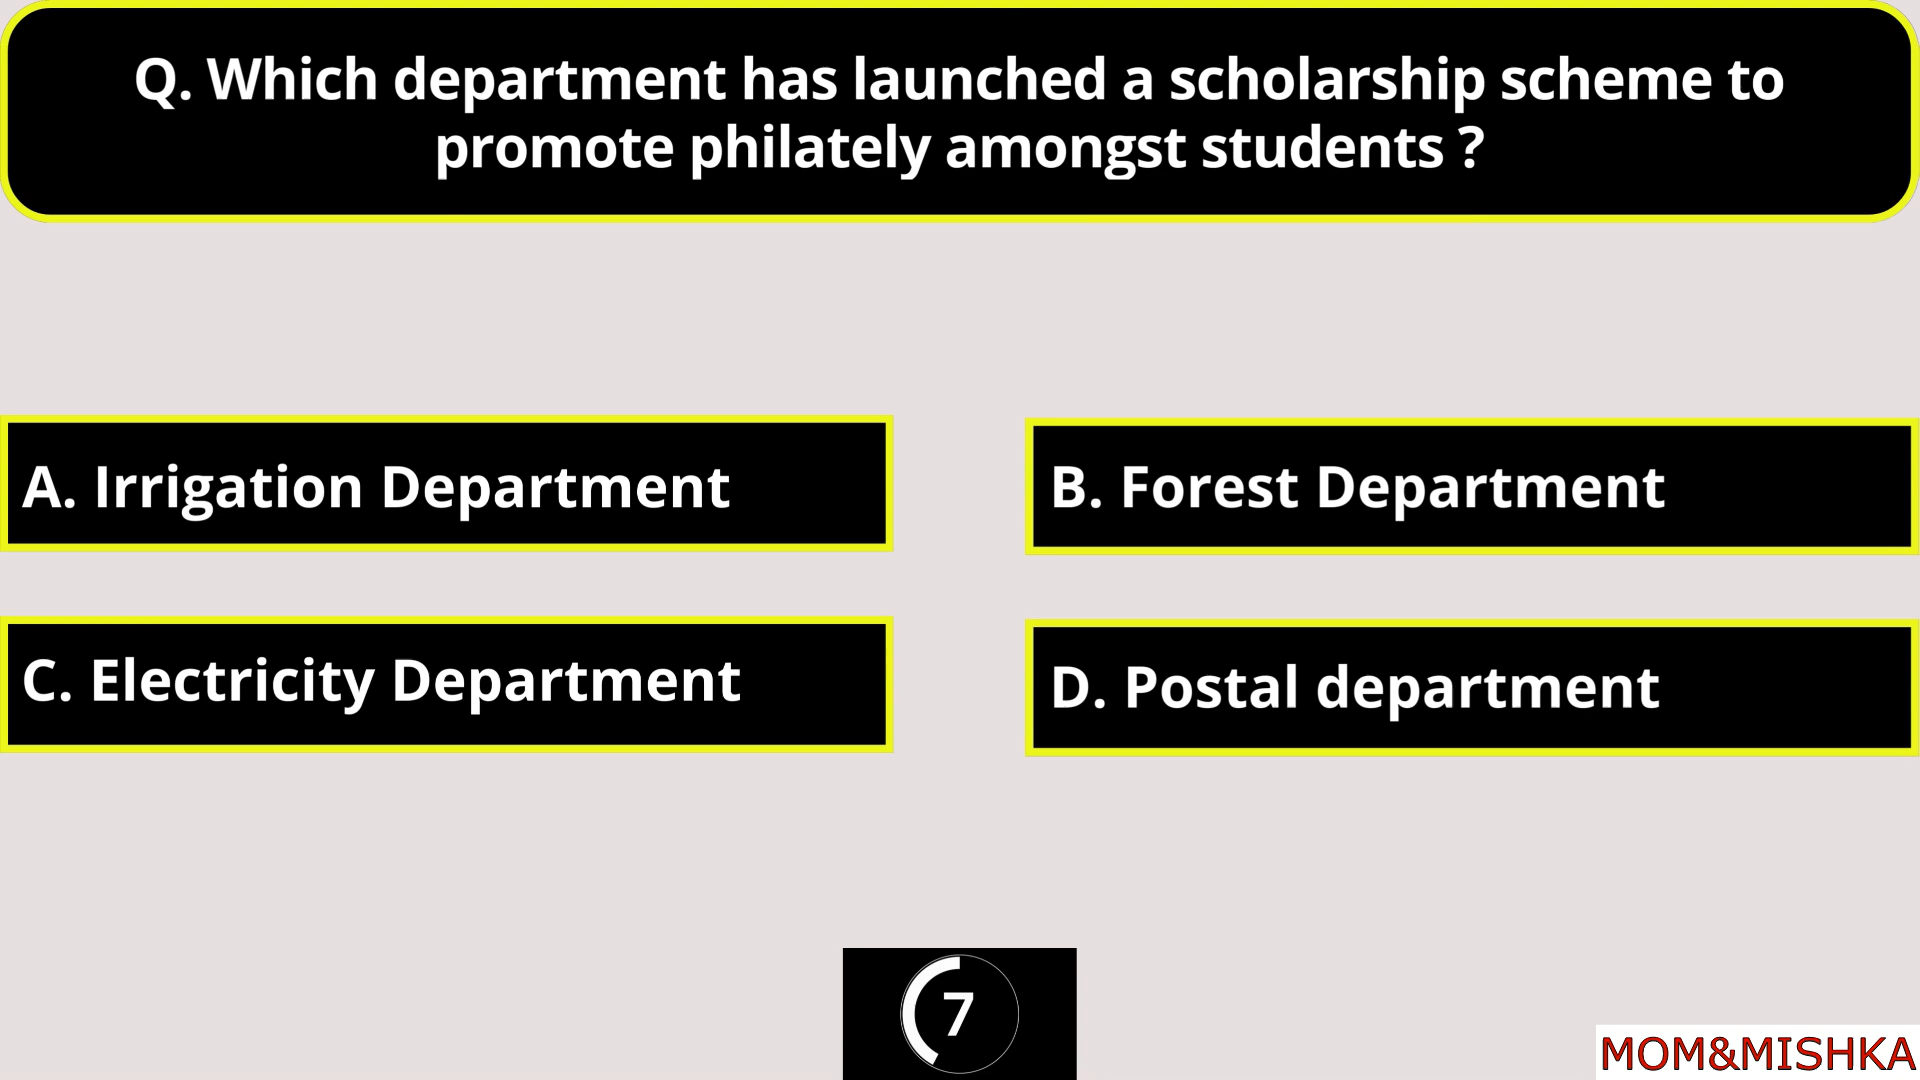 Q. Which department has launched a scholarship scheme to
promote philately amongst students ?
A. Irrigation Department
B. Forest Department
C. Electricity Department
D. Postal department
7
MOM&MISHKA